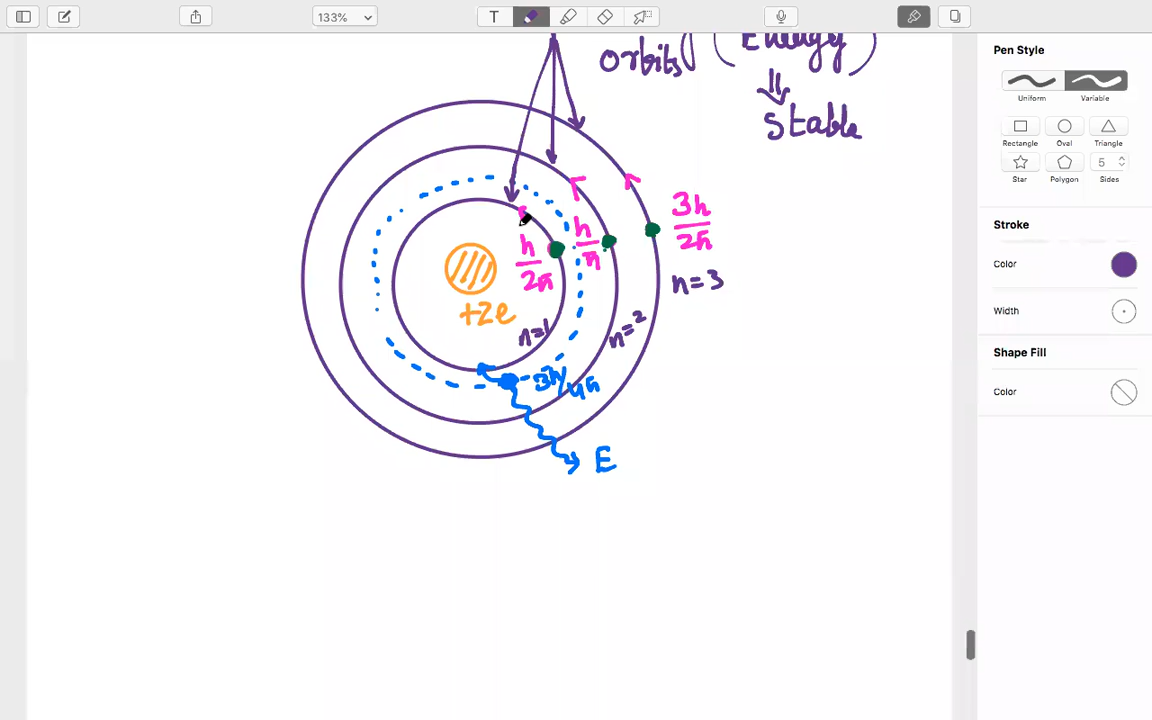 133%
T
orbits (Energy)
Stable
3h/2π
h/π
h/2π
n=3
+Ze
n=1
n=2
3h/4π
E
Pen Style
Uniform
Variable
Rectangle
Oval
Triangle
5
Star
Polygon
Sides
Stroke
Color
Width
Shape Fill
Color